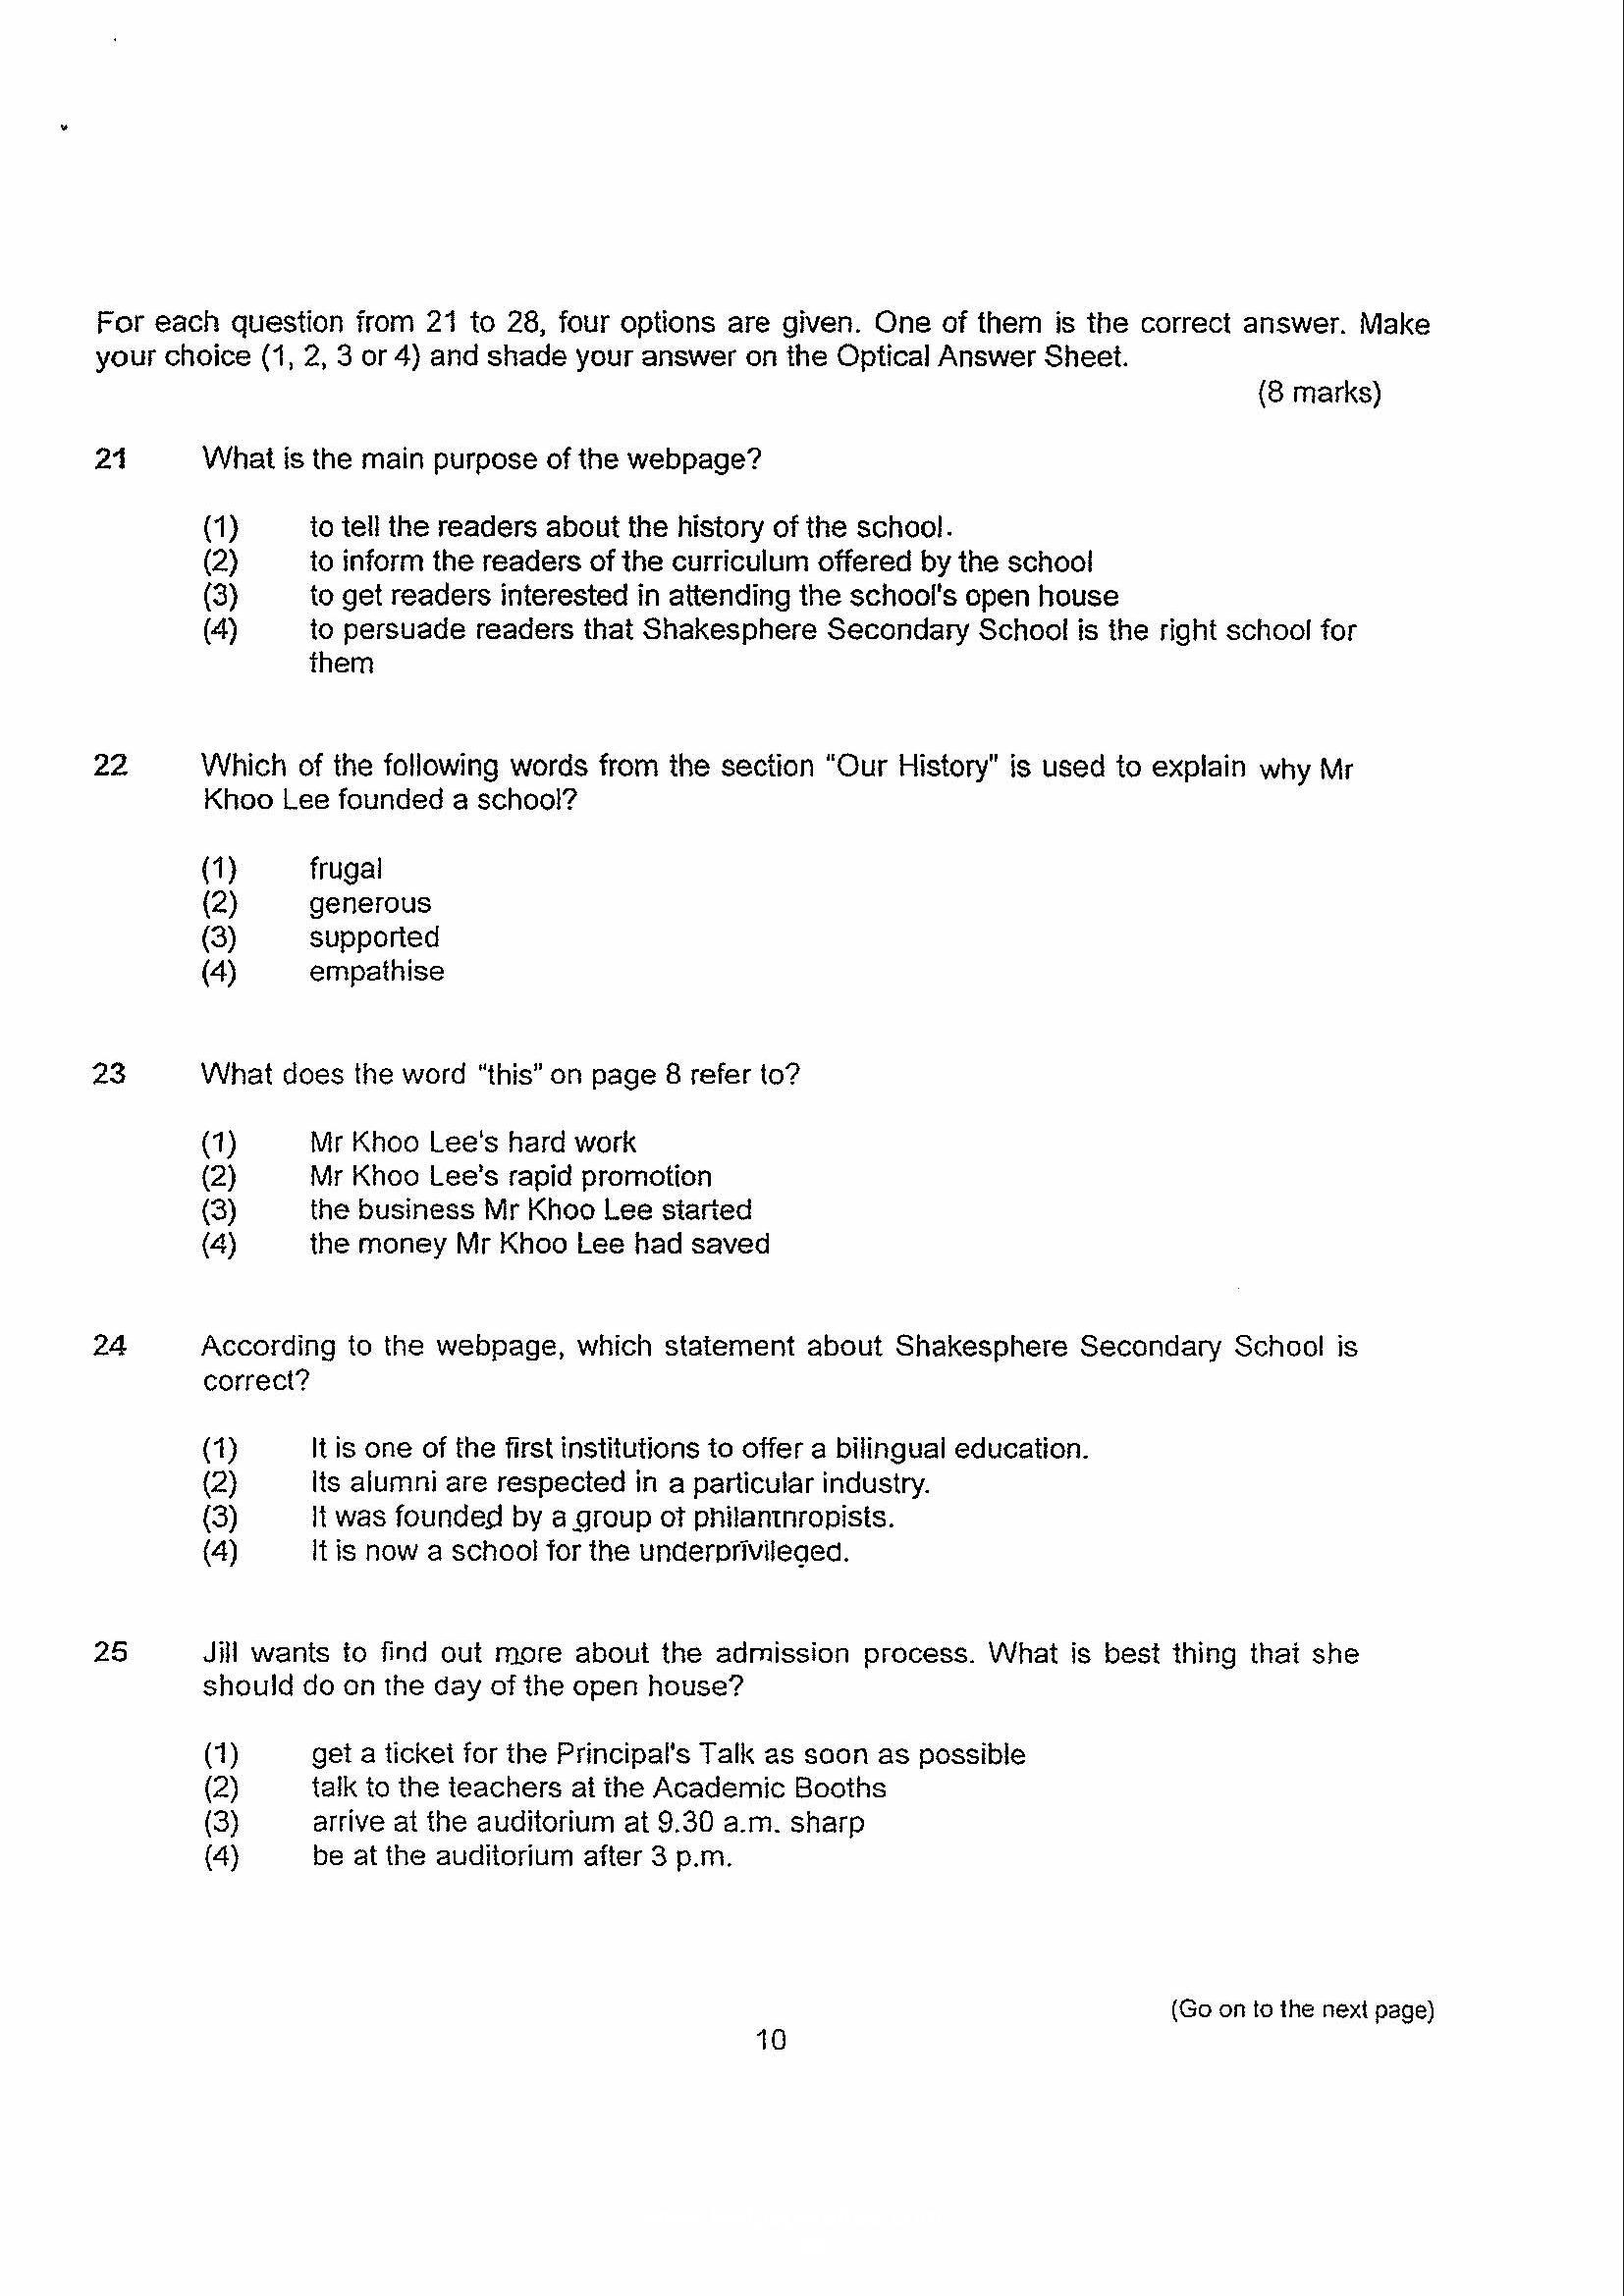 For each question from 21 to 28, four options are given. One of them is the correct answer. Make
your choice (1, 2, 3 or 4) and shade your answer on the Optical Answer Sheet.
(8 marks)
21 What is the main purpose of the webpage?
(1) to tell the readers about the history of the school.
(2) to inform the readers of the curriculum offered by the school
(3) to get readers interested in attending the school's open house
(4) to persuade readers that Shakesphere Secondary School is the right school for
them
22 Which of the following words from the section "Our History" is used to explain why Mr
Khoo Lee founded a school?
(1) frugal
(2) generous
(3) supported
(4) empathise
23 What does the word "this" on page 8 refer to?
(1) Mr Khoo Lee's hard work
(2) Mr Khoo Lee's rapid promotion
(3) the business Mr Khoo Lee started
(4) the money Mr Khoo Lee had saved
24 According to the webpage, which statement about Shakesphere Secondary School is
correct?
(1) It is one of the first institutions to offer a bilingual education.
(2) Its alumni are respected in a particular industry.
(3) It was founded by a group of philanthropists.
(4) It is now a school for the underprivileged.
25 Jill wants to find out more about the admission process. What is best thing that she
should do on the day of the open house?
(1) get a ticket for the Principal's Talk as soon as possible
(2) talk to the teachers at the Academic Booths
(3) arrive at the auditorium at 9.30 a.m. sharp
(4) be at the auditorium after 3 p.m.
(Go on to the next page)
10